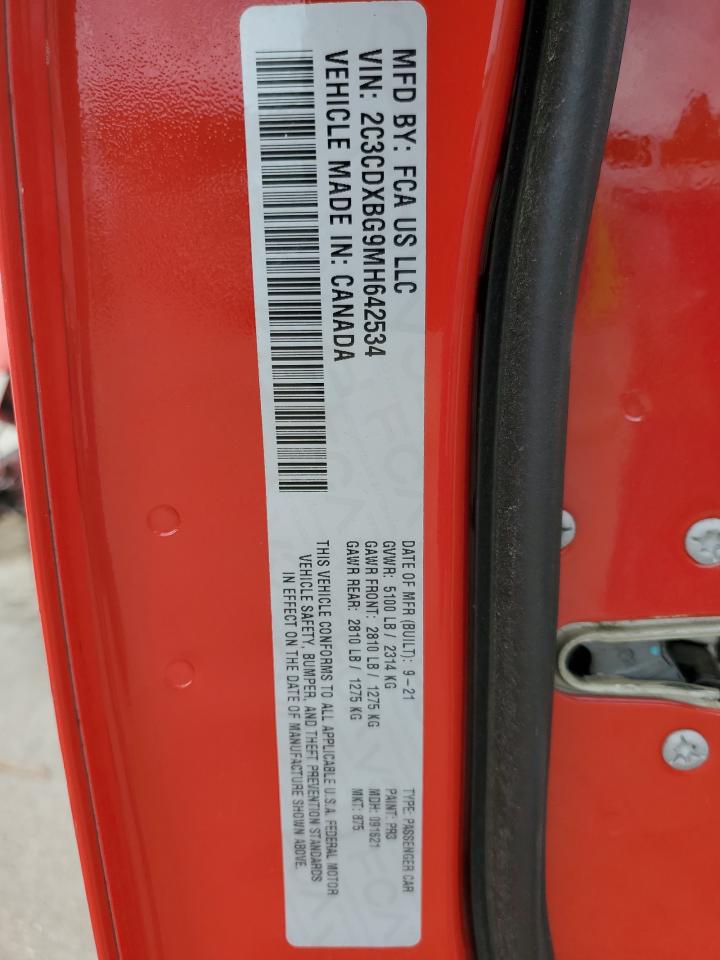 MFD BY: FCA US LLC
VIN: 2C3CDXBG9MH642534
VEHICLE MADE IN: CANADA
DATE OF MFR (BUILT): 9-21
GVWR: 5100 LB / 2314 KG
GAWR FRONT: 2810 LB / 1275 KG
GAWR REAR: 2810 LB / 1275 KG
TYPE: PASSENGER CAR
PAINT: PR3
MDH: 091621
MKT: 875
THIS VEHICLE CONFORMS TO ALL APPLICABLE U.S.A. FEDERAL MOTOR
VEHICLE SAFETY, BUMPER, AND THEFT PREVENTION STANDARDS
IN EFFECT ON THE DATE OF MANUFACTURE SHOWN ABOVE.